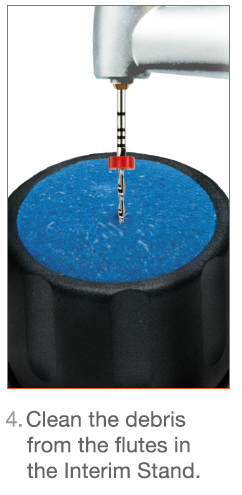 4. Clean the debris
from the flutes in
the Interim Stand.